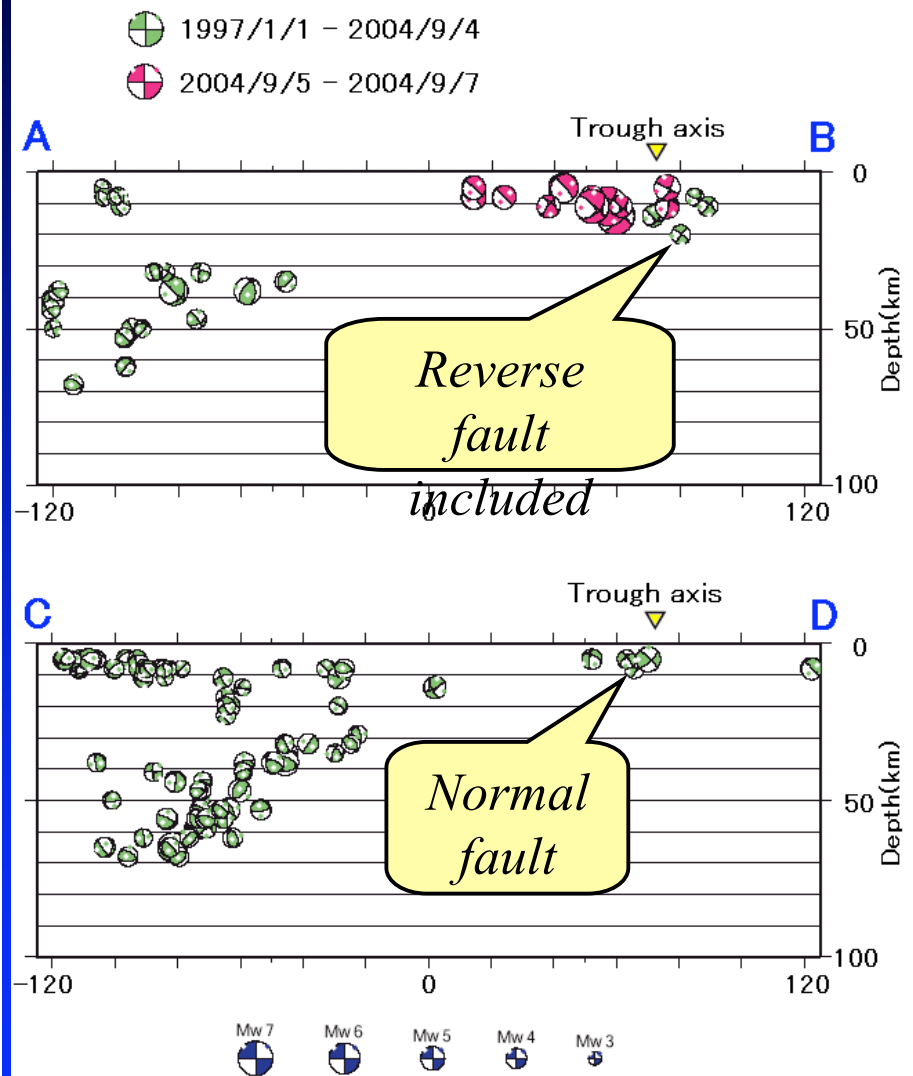 1997/1/1 - 2004/9/4
2004/9/5 - 2004/9/7
Trough axis
A
B
0
50
100
Depth(km)
Reverse
fault
included
-120
0
120
Trough axis
C
D
0
50
100
Depth(km)
Normal
fault
-120
0
120
Mw 7
Mw 6
Mw 5
Mw 4
Mw 3